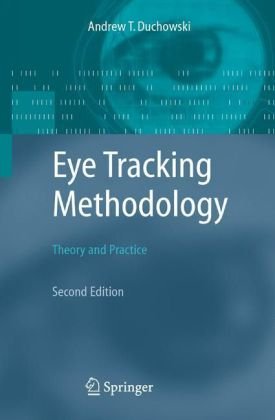 Andrew T. Duchowski
Eye Tracking
Methodology
Theory and Practice
Second Edition
Springer